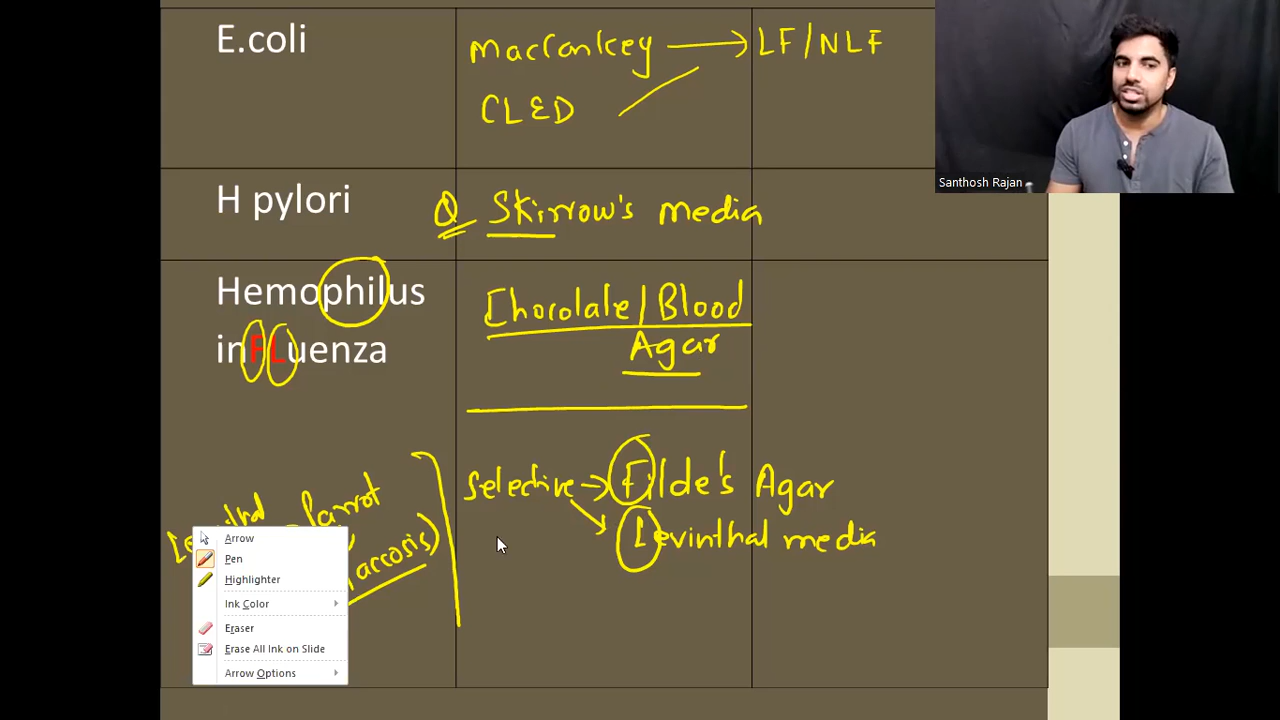 E.coli
MacConkey → LF/NLF
CLED
H pylori
Q Skirrow's media
Hemophilus
inFLuenza
Chocolate/Blood
Agar
Selective → Filde's Agar
Levinthal media
Parrot
Santhosh Rajan
Arrow
Pen
Highlighter
Ink Color
Eraser
Erase All Ink on Slide
Arrow Options